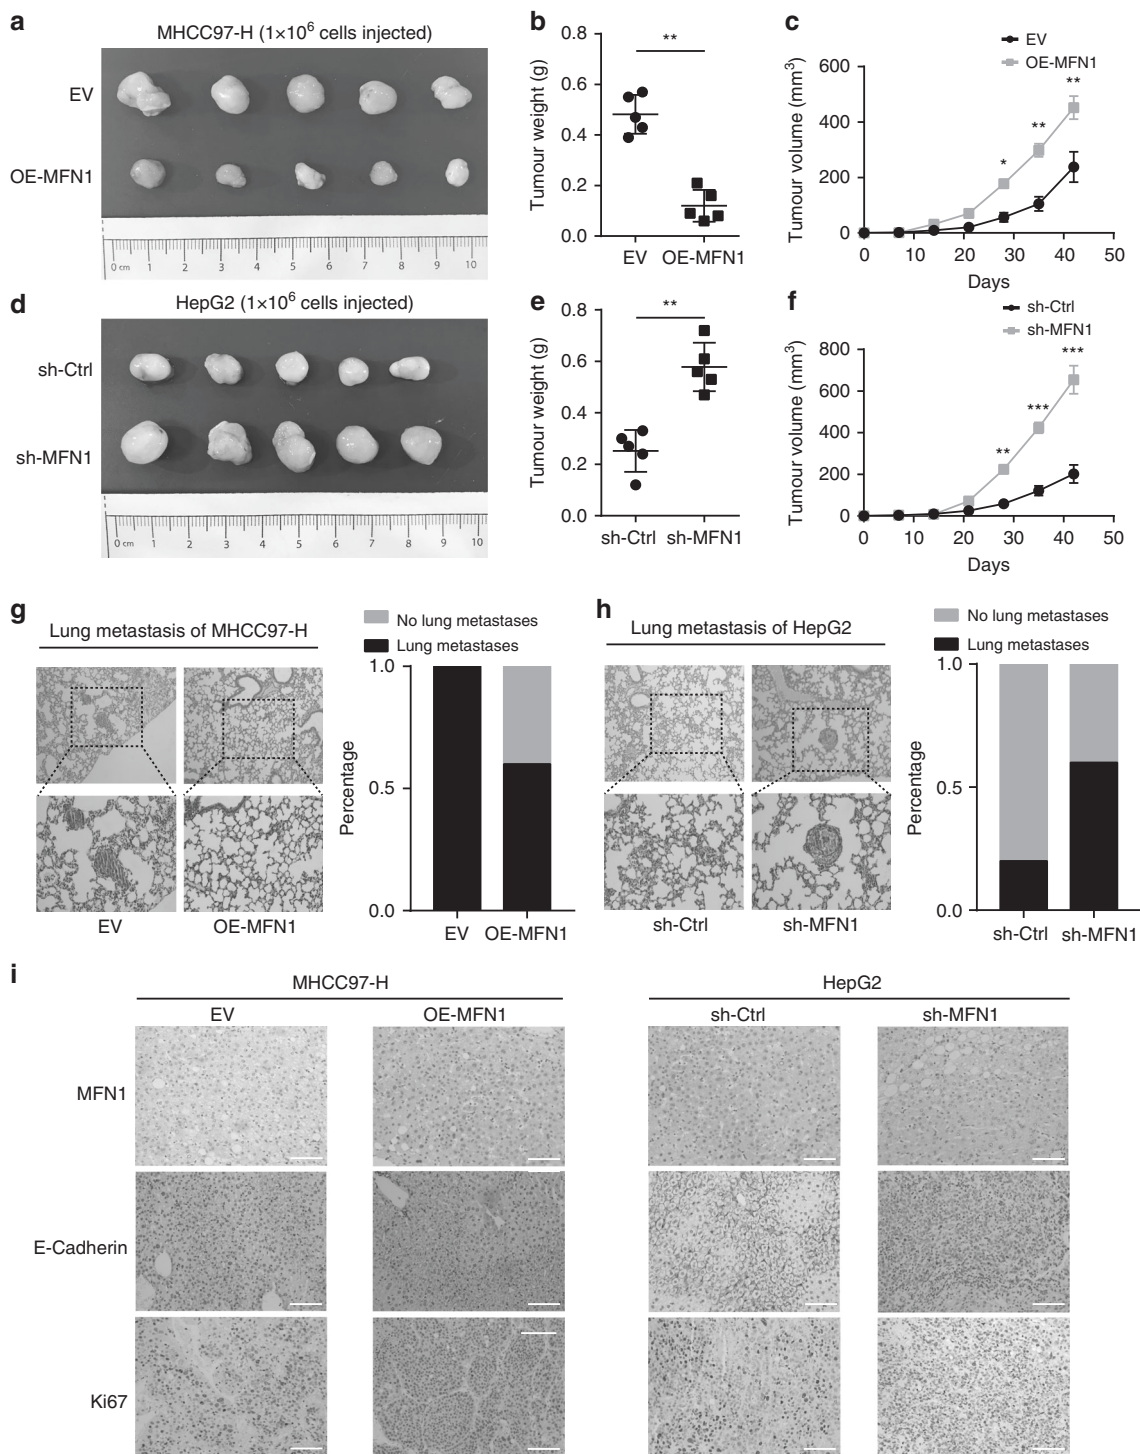 a
MHCC97-H (1×10⁶ cells injected)
EV
OE-MFN1
0 cm 1 2 3 4 5 6 7 8 9 10
b
Tumour weight (g)
0.8
0.6
0.4
0.2
0.0
**
EV OE-MFN1
c
EV
OE-MFN1
Tumour volume (mm³)
600
400
200
0
* ** **
0 10 20 30 40 50
Days
d
HepG2 (1×10⁶ cells injected)
sh-Ctrl
sh-MFN1
0 cm 1 2 3 4 5 6 7 8 9 10
e
Tumour weight (g)
0.8
0.6
0.4
0.2
0.0
**
sh-Ctrl sh-MFN1
f
sh-Ctrl
sh-MFN1
Tumour volume (mm³)
800
600
400
200
0
** *** ***
0 10 20 30 40 50
Days
g
Lung metastasis of MHCC97-H
EV OE-MFN1
No lung metastases
Lung metastases
Percentage
1.0
0.5
0.0
EV OE-MFN1
h
Lung metastasis of HepG2
sh-Ctrl sh-MFN1
No lung metastases
Lung metastases
Percentage
1.0
0.5
0.0
sh-Ctrl sh-MFN1
i
MHCC97-H HepG2
EV OE-MFN1 sh-Ctrl sh-MFN1
MFN1
E-Cadherin
Ki67